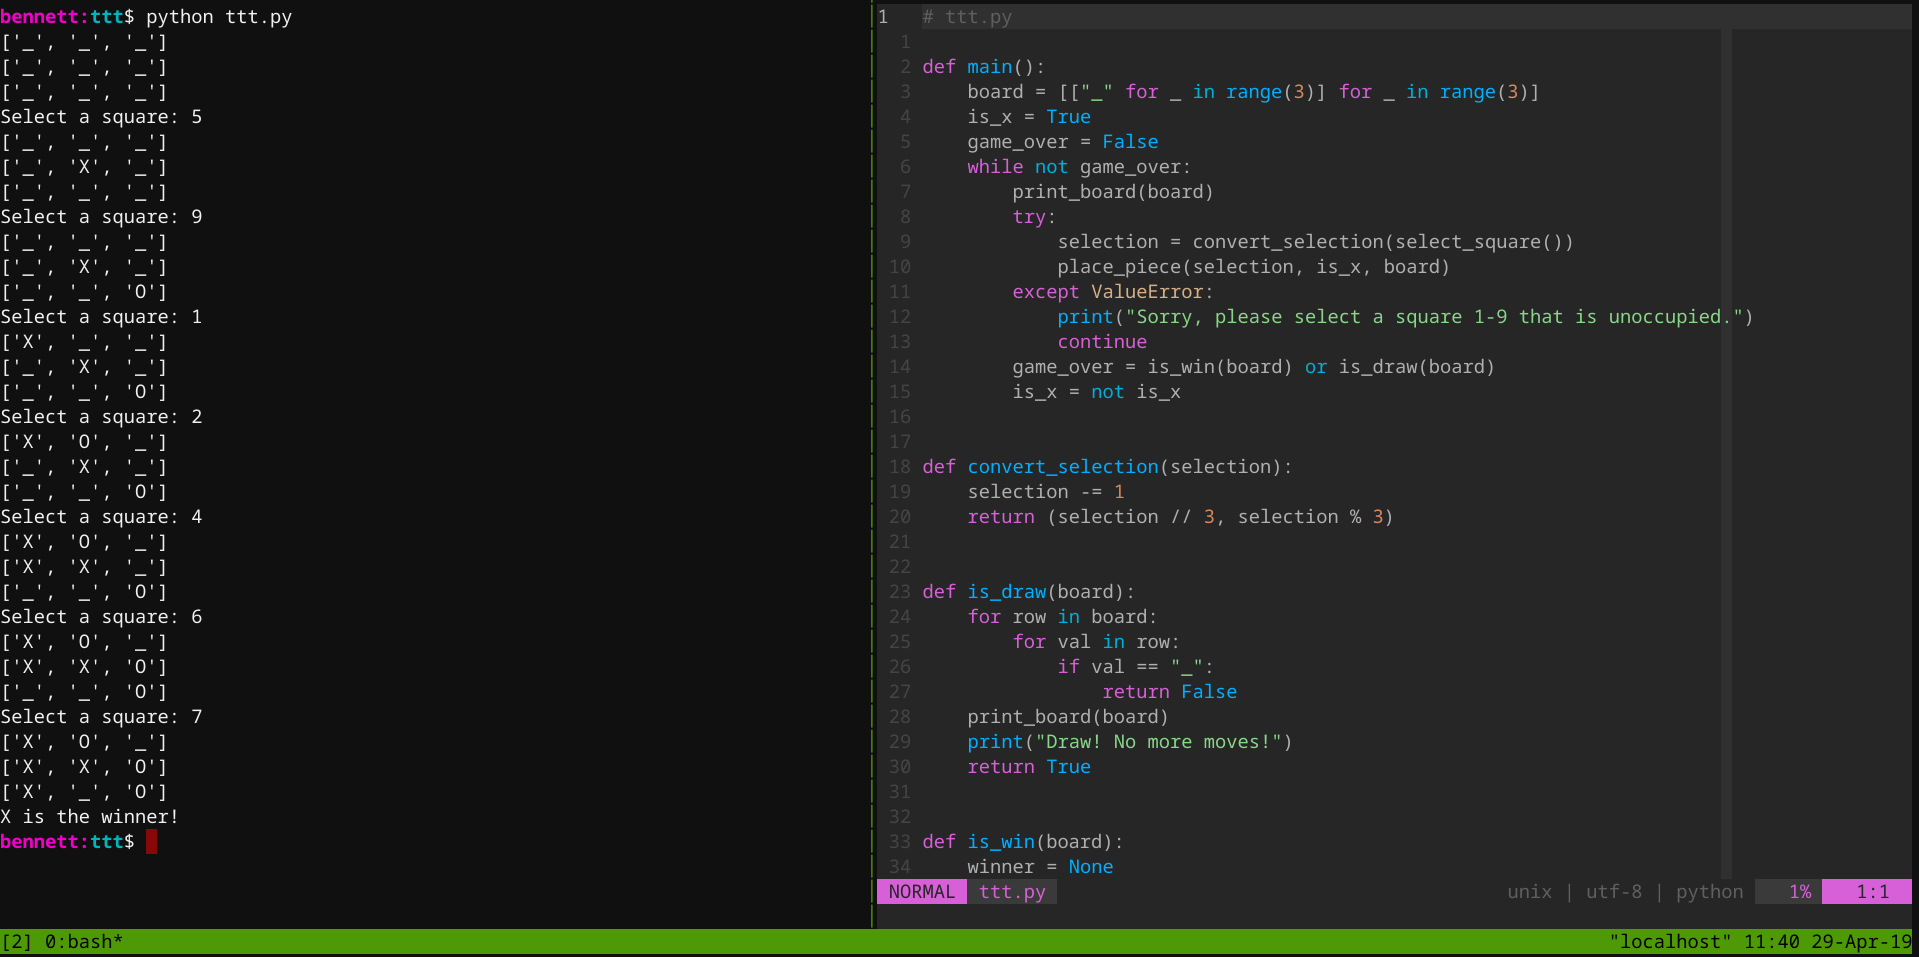 bennett:ttt$ python ttt.py
['_', '_', '_']
['_', '_', '_']
['_', '_', '_']
Select a square: 5
['_', '_', '_']
['_', 'X', '_']
['_', '_', '_']
Select a square: 9
['_', '_', '_']
['_', 'X', '_']
['_', '_', 'O']
Select a square: 1
['X', '_', '_']
['_', 'X', '_']
['_', '_', 'O']
Select a square: 2
['X', 'O', '_']
['_', 'X', '_']
['_', '_', 'O']
Select a square: 4
['X', 'O', '_']
['X', 'X', '_']
['_', '_', 'O']
Select a square: 6
['X', 'O', '_']
['X', 'X', 'O']
['_', '_', 'O']
Select a square: 7
['X', 'O', '_']
['X', 'X', 'O']
['X', '_', 'O']
X is the winner!
bennett:ttt$
1   # ttt.py
  1
  2 def main():
  3     board = [["_" for _ in range(3)] for _ in range(3)]
  4     is_x = True
  5     game_over = False
  6     while not game_over:
  7         print_board(board)
  8         try:
  9             selection = convert_selection(select_square())
 10             place_piece(selection, is_x, board)
 11         except ValueError:
 12             print("Sorry, please select a square 1-9 that is unoccupied.")
 13             continue
 14         game_over = is_win(board) or is_draw(board)
 15         is_x = not is_x
 16
 17
 18 def convert_selection(selection):
 19     selection -= 1
 20     return (selection // 3, selection % 3)
 21
 22
 23 def is_draw(board):
 24     for row in board:
 25         for val in row:
 26             if val == "_":
 27                 return False
 28     print_board(board)
 29     print("Draw! No more moves!")
 30     return True
 31
 32
 33 def is_win(board):
 34     winner = None
NORMAL ttt.py unix | utf-8 | python 1% 1:1
[2] 0:bash* "localhost" 11:40 29-Apr-19